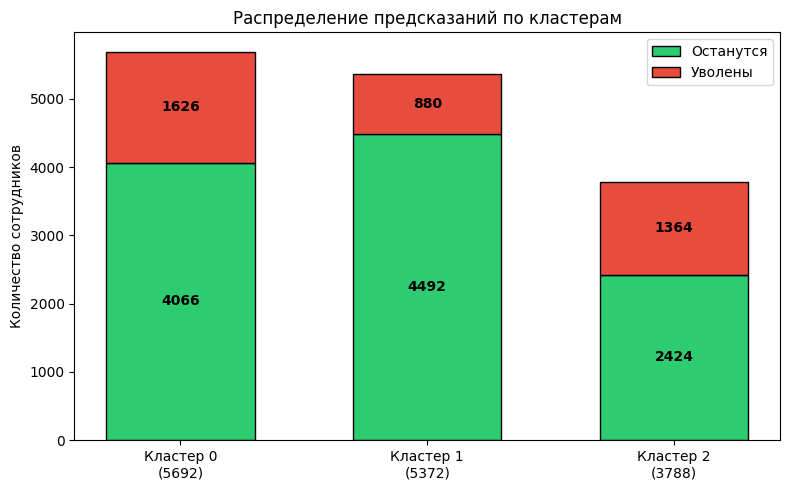 Распределение предсказаний по кластерам
Останутся
Уволены
Количество сотрудников
5000
4000
3000
2000
1000
0
1626
880
1364
4066
4492
2424
Кластер 0
(5692)
Кластер 1
(5372)
Кластер 2
(3788)